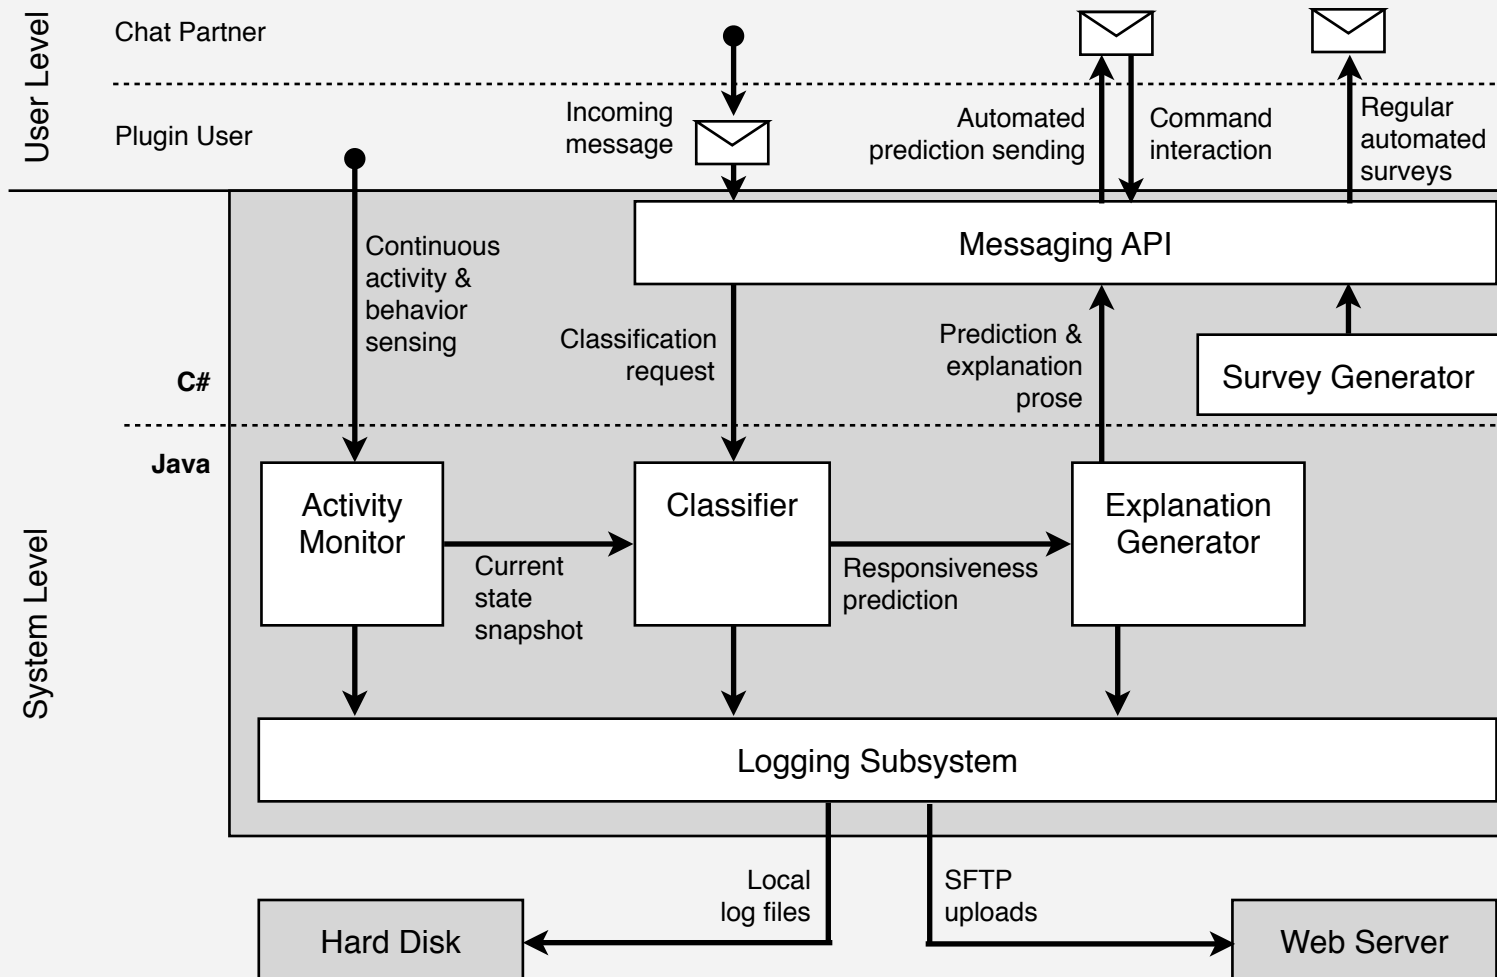 User Level
Chat Partner
Plugin User
Incoming
message
Automated
prediction sending
Command
interaction
Regular
automated
surveys
Messaging API
Continuous
activity &
behavior
sensing
Classification
request
Prediction &
explanation
prose
Survey Generator
C#
Java
System Level
Activity
Monitor
Classifier
Explanation
Generator
Current
state
snapshot
Responsiveness
prediction
Logging Subsystem
Local
log files
SFTP
uploads
Hard Disk
Web Server